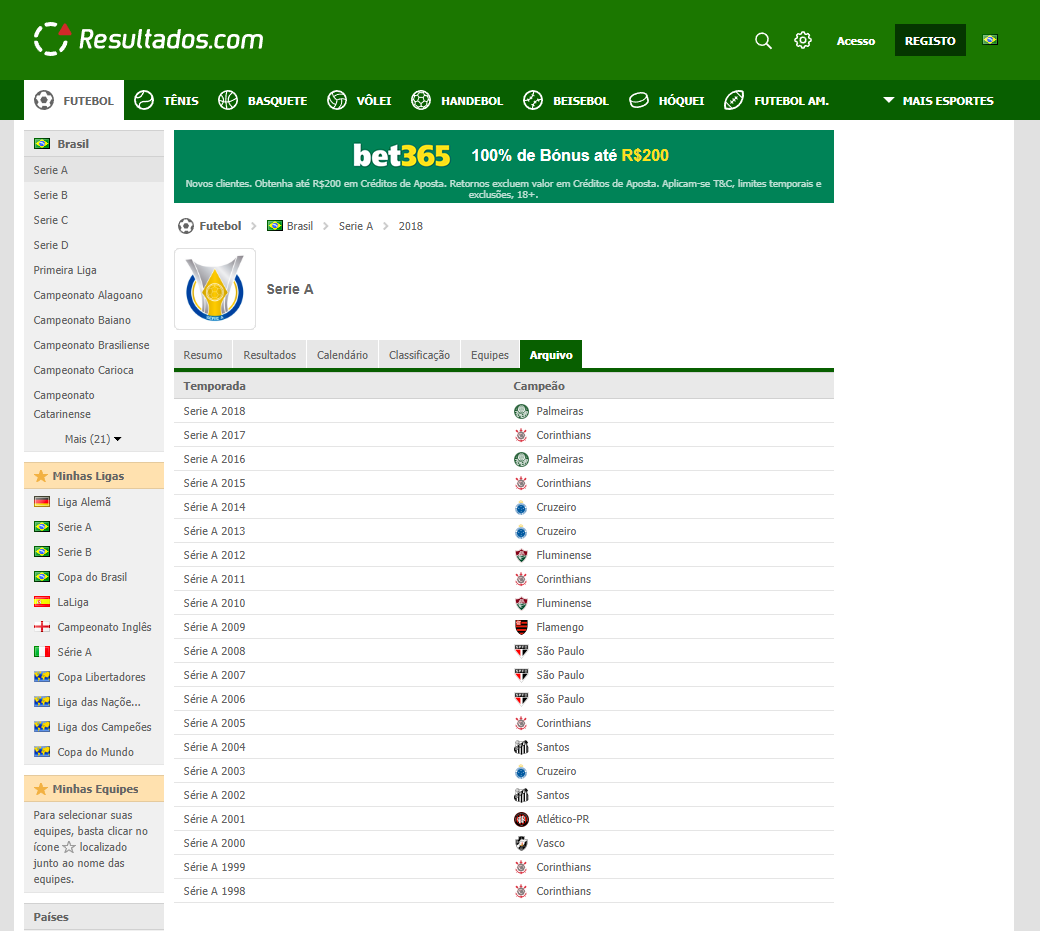 Resultados.com
Acesso
REGISTO
FUTEBOL
TÊNIS
BASQUETE
VÔLEI
HANDEBOL
BEISEBOL
HÓQUEI
FUTEBOL AM.
MAIS ESPORTES
Brasil
Serie A
Serie B
Serie C
Serie D
Primeira Liga
Campeonato Alagoano
Campeonato Baiano
Campeonato Brasiliense
Campeonato Carioca
Campeonato
Catarinense
Mais (21)
Minhas Ligas
Liga Alemã
Serie A
Serie B
Copa do Brasil
LaLiga
Campeonato Inglês
Série A
Copa Libertadores
Liga das Naçõe...
Liga dos Campeões
Copa do Mundo
Minhas Equipes
Para selecionar suas
equipes, basta clicar no
ícone localizado
junto ao nome das
equipes.
Países
bet365 100% de Bónus até R$200
Novos clientes. Obtenha até R$200 em Créditos de Aposta. Retornos excluem valor em Créditos de Aposta. Aplicam-se T&C, limites temporais e
exclusões, 18+.
Futebol Brasil Serie A 2018
Serie A
Resumo Resultados Calendário Classificação Equipes Arquivo
Temporada Campeão
Serie A 2018 Palmeiras
Serie A 2017 Corinthians
Serie A 2016 Palmeiras
Serie A 2015 Corinthians
Série A 2014 Cruzeiro
Série A 2013 Cruzeiro
Série A 2012 Fluminense
Série A 2011 Corinthians
Série A 2010 Fluminense
Série A 2009 Flamengo
Série A 2008 São Paulo
Série A 2007 São Paulo
Série A 2006 São Paulo
Série A 2005 Corinthians
Série A 2004 Santos
Série A 2003 Cruzeiro
Série A 2002 Santos
Série A 2001 Atlético-PR
Série A 2000 Vasco
Série A 1999 Corinthians
Série A 1998 Corinthians